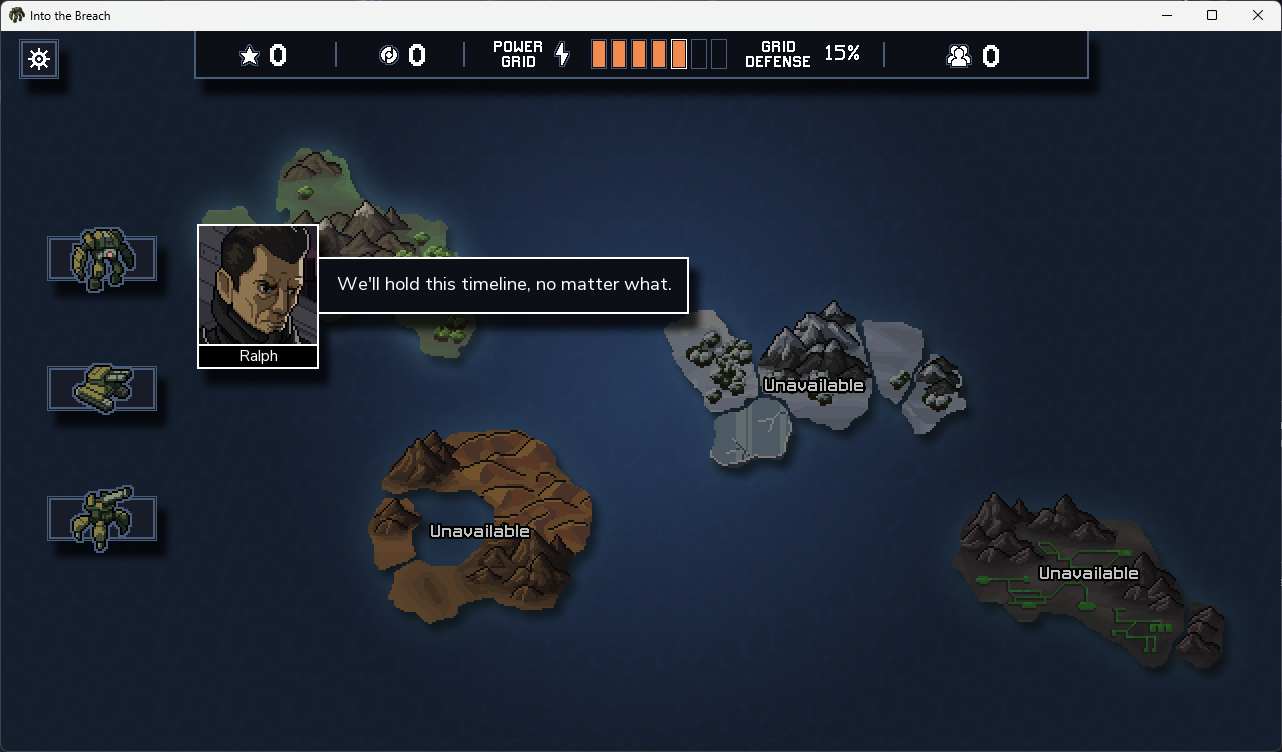 Into the Breach
0
0
POWER
GRID
GRID
DEFENSE
15%
0
We'll hold this timeline, no matter what.
Ralph
Unavailable
Unavailable
Unavailable